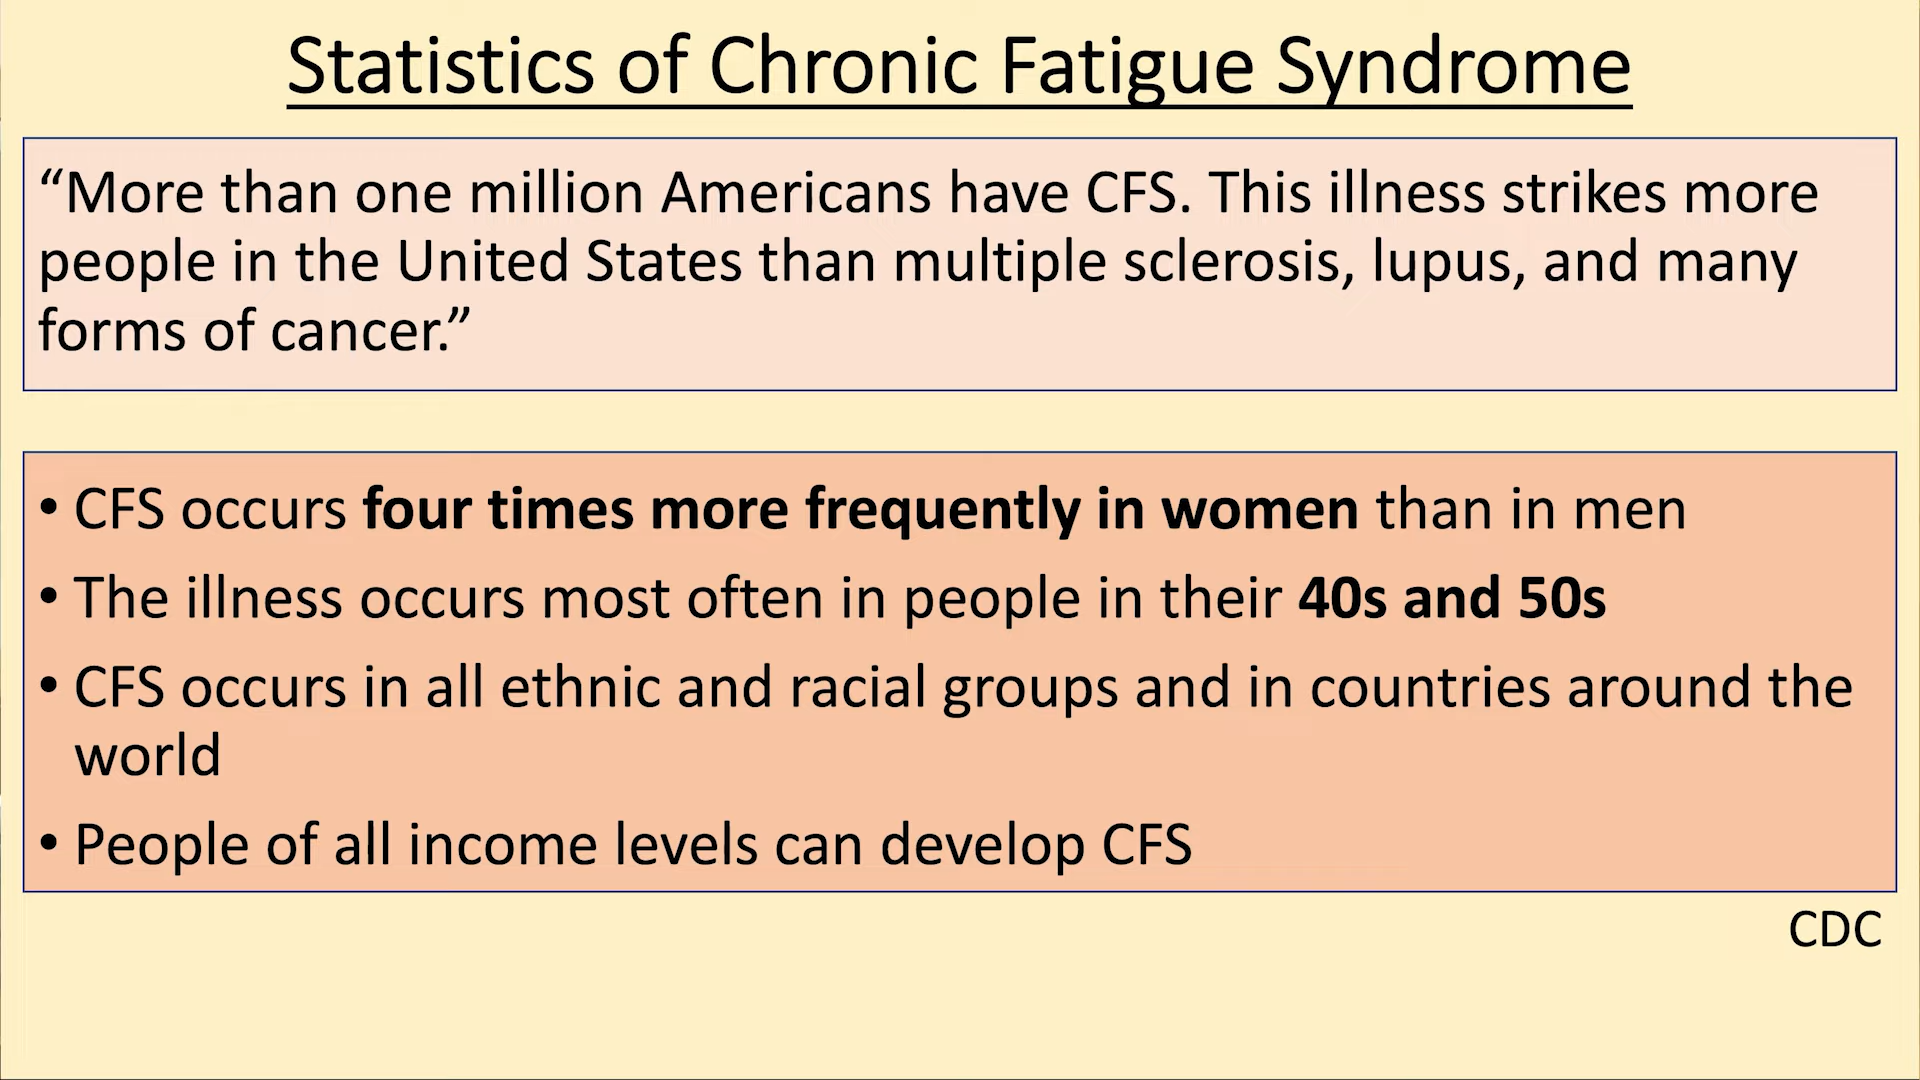 Statistics of Chronic Fatigue Syndrome
“More than one million Americans have CFS. This illness strikes more
people in the United States than multiple sclerosis, lupus, and many
forms of cancer.”
• CFS occurs four times more frequently in women than in men
• The illness occurs most often in people in their 40s and 50s
• CFS occurs in all ethnic and racial groups and in countries around the
world
• People of all income levels can develop CFS
CDC